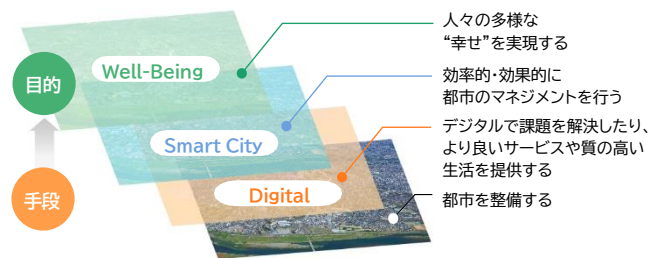 目的
手段
Well-Being
Smart City
Digital
人々の多様な
“幸せ”を実現する
効率的・効果的に
都市のマネジメントを行う
デジタルで課題を解決したり、
より良いサービスや質の高い
生活を提供する
都市を整備する